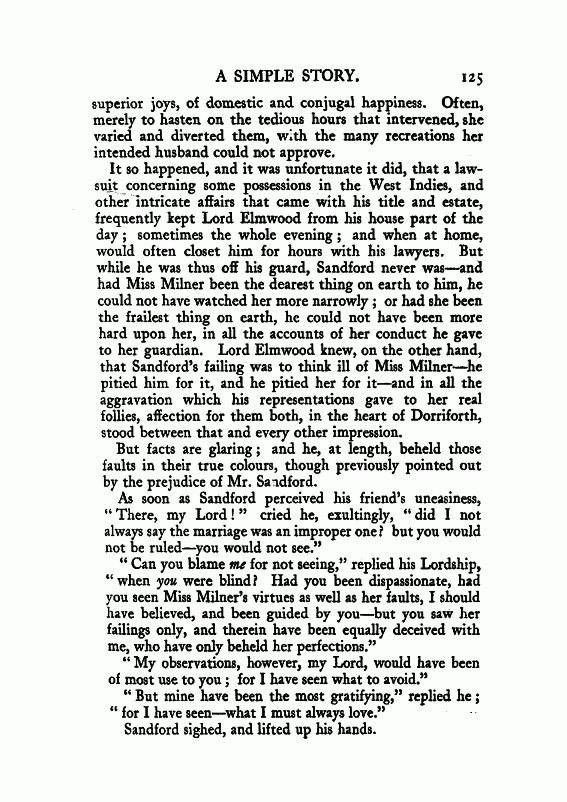 A SIMPLE STORY. 125
superior joys, of domestic and conjugal happiness. Often,
merely to hasten on the tedious hours that intervened, she
varied and diverted them, with the many recreations her
intended husband could not approve.
It so happened, and it was unfortunate it did, that a law-
suit concerning some possessions in the West Indies, and
other intricate affairs that came with his title and estate,
frequently kept Lord Elmwood from his house part of the
day; sometimes the whole evening; and when at home,
would often closet him for hours with his lawyers. But
while he was thus off his guard, Sandford never was—and
had Miss Milner been the dearest thing on earth to him, he
could not have watched her more narrowly; or had she been
the frailest thing on earth, he could not have been more
hard upon her, in all the accounts of her conduct he gave
to her guardian. Lord Elmwood knew, on the other hand,
that Sandford's failing was to think ill of Miss Milner—he
pitied him for it, and he pitied her for it—and in all the
aggravation which his representations gave to her real
follies, affection for them both, in the heart of Dorriforth,
stood between that and every other impression.
But facts are glaring; and he, at length, beheld those
faults in their true colours, though previously pointed out
by the prejudice of Mr. Sandford.
As soon as Sandford perceived his friend's uneasiness,
"There, my Lord!" cried he, exultingly, "did I not
always say the marriage was an improper one? but you would
not be ruled—you would not see."
"Can you blame me for not seeing," replied his Lordship,
"when you were blind? Had you been dispassionate, had
you seen Miss Milner's virtues as well as her faults, I should
have believed, and been guided by you—but you saw her
failings only, and therein have been equally deceived with
me, who have only beheld her perfections."
"My observations, however, my Lord, would have been
of most use to you; for I have seen what to avoid."
"But mine have been the most gratifying," replied he;
"for I have seen—what I must always love."
Sandford sighed, and lifted up his hands.